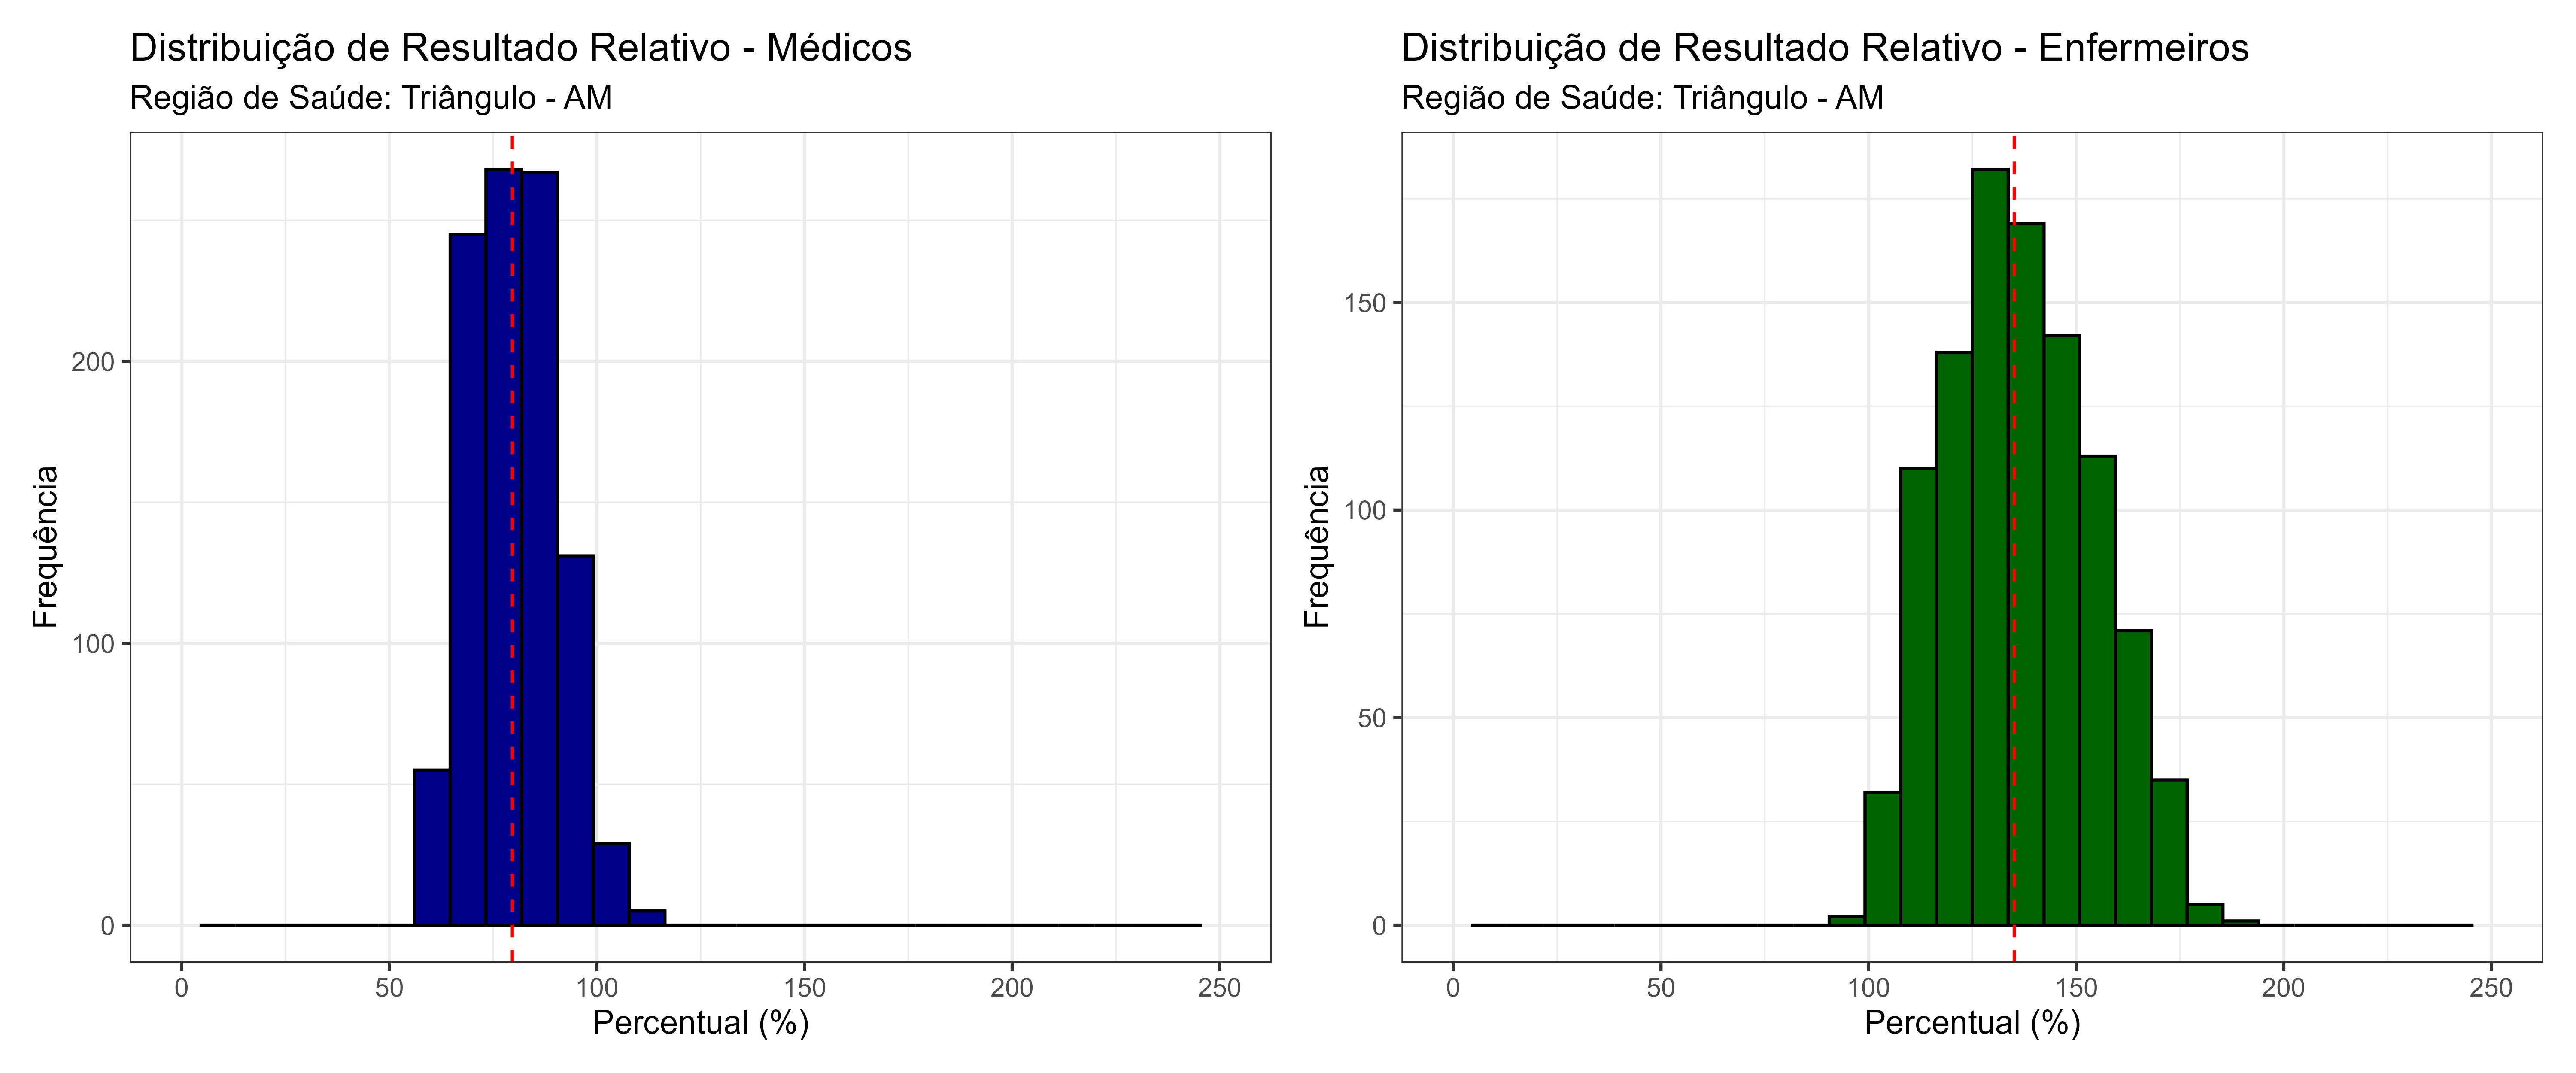 Distribuição de Resultado Relativo - Médicos
Região de Saúde: Triângulo - AM
Frequência
200
100
0
0 50 100 150 200 250
Percentual (%)
Distribuição de Resultado Relativo - Enfermeiros
Região de Saúde: Triângulo - AM
Frequência
150
100
50
0
0 50 100 150 200 250
Percentual (%)